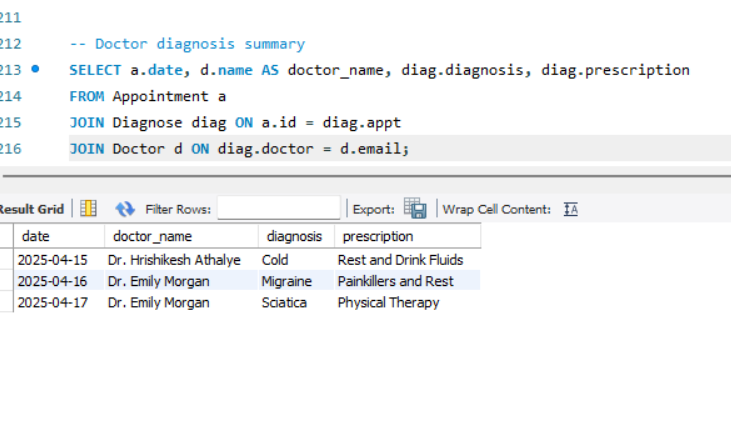 211
212 -- Doctor diagnosis summary
213 SELECT a.date, d.name AS doctor_name, diag.diagnosis, diag.prescription
214 FROM Appointment a
215 JOIN Diagnose diag ON a.id = diag.appt
216 JOIN Doctor d ON diag.doctor = d.email;
Result Grid Filter Rows: Export: Wrap Cell Content: IA
date doctor_name diagnosis prescription
2025-04-15 Dr. Hrishikesh Athalye Cold Rest and Drink Fluids
2025-04-16 Dr. Emily Morgan Migraine Painkillers and Rest
2025-04-17 Dr. Emily Morgan Sciatica Physical Therapy